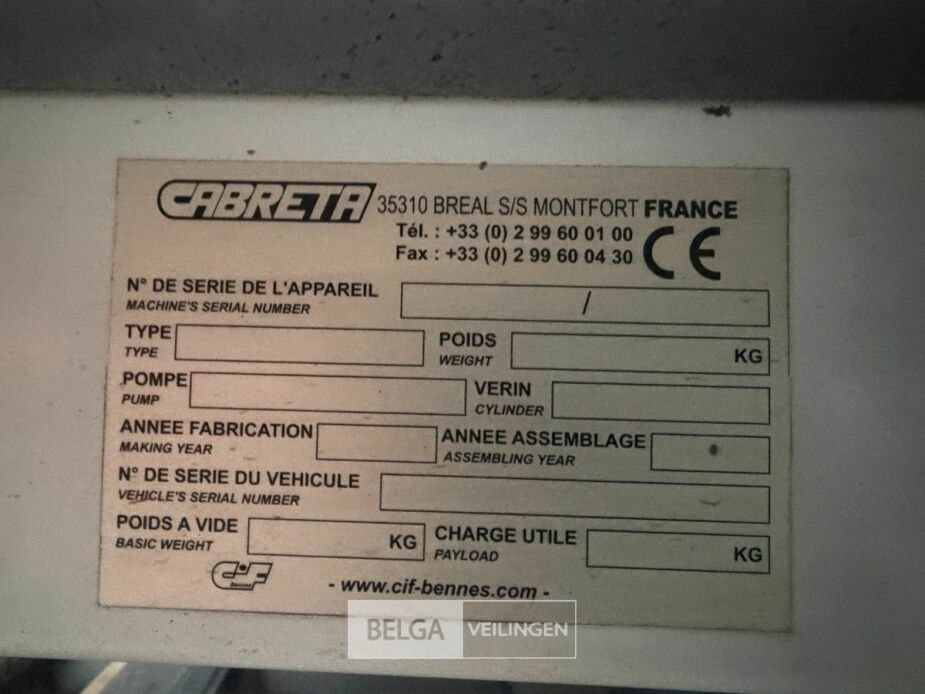 CABRETA 35310 BREAL S/S MONTFORT FRANCE
Tél. : +33 (0) 2 99 60 01 00
Fax : +33 (0) 2 99 60 04 30
CE
N° DE SERIE DE L'APPAREIL /
MACHINE'S SERIAL NUMBER
TYPE POIDS KG
TYPE WEIGHT
POMPE VERIN
PUMP CYLINDER
ANNEE FABRICATION ANNEE ASSEMBLAGE
MAKING YEAR ASSEMBLING YEAR
N° DE SERIE DU VEHICULE
VEHICLE'S SERIAL NUMBER
POIDS A VIDE KG CHARGE UTILE KG
BASIC WEIGHT PAYLOAD
CIF
Bennes
- www.cif-bennes.com -
BELGA VEILINGEN